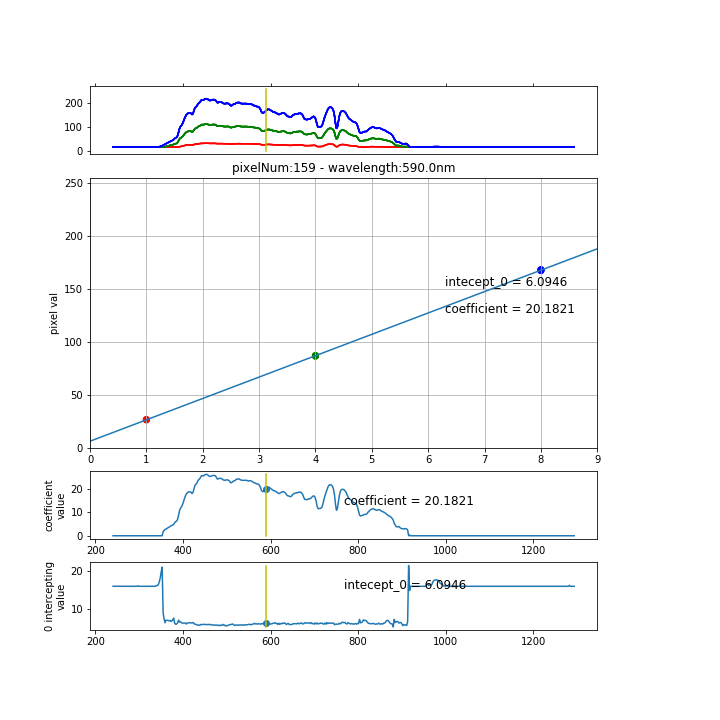 200
100
0
pixelNum:159 - wavelength:590.0nm
250
200
150
100
50
0
pixel val
intecept_0 = 6.0946
coefficient = 20.1821
0 1 2 3 4 5 6 7 8 9
20
10
0
coefficient
value
coefficient = 20.1821
200 400 600 800 1000 1200
20
10
0 intercepting
value
intecept_0 = 6.0946
200 400 600 800 1000 1200